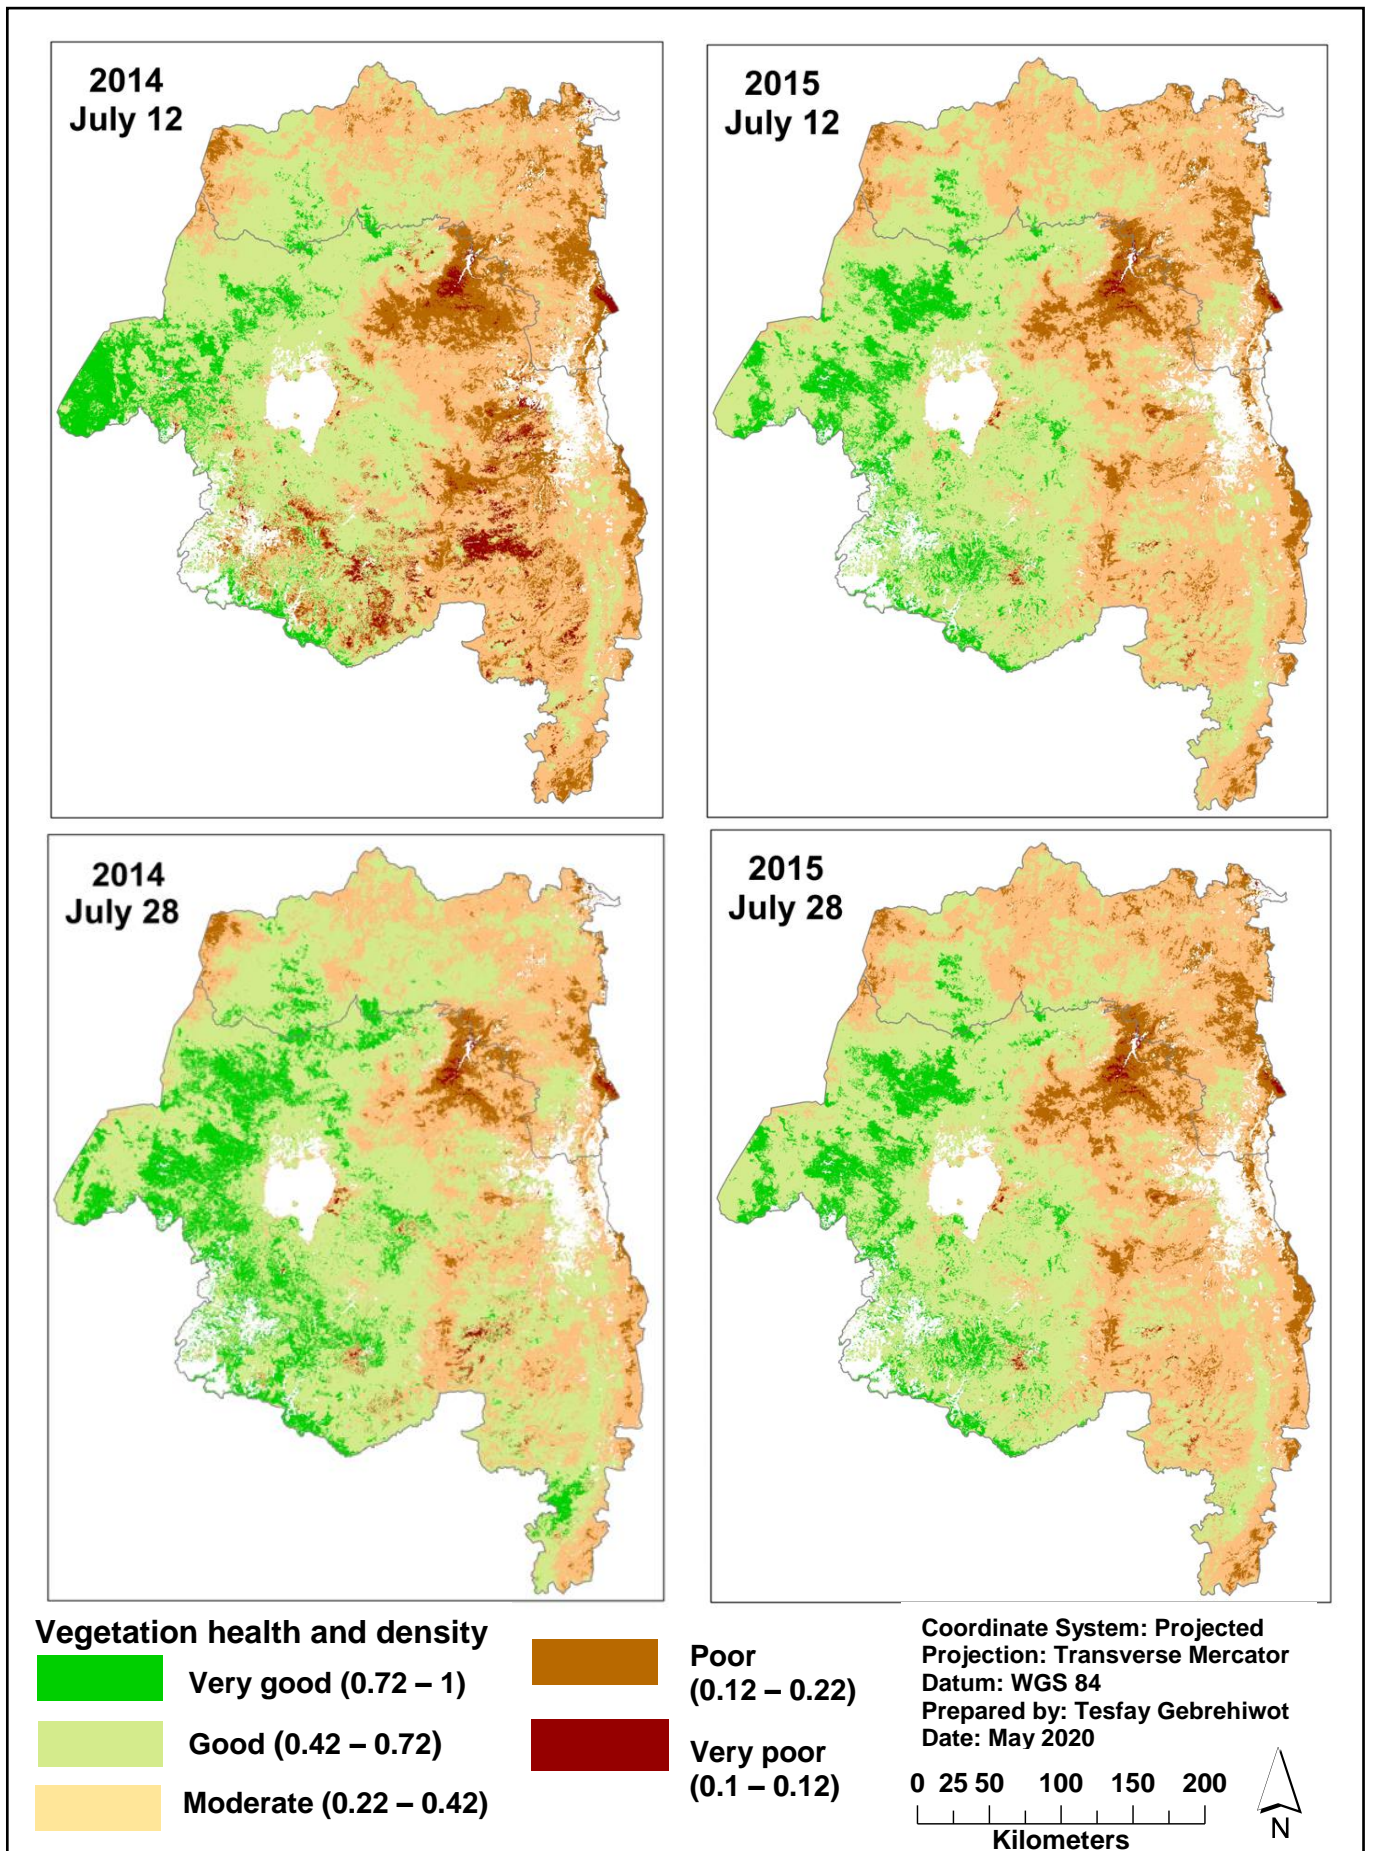 2014
July 12
2015
July 12
2014
July 28
2015
July 28
Vegetation health and density
Very good (0.72 – 1)
Good (0.42 – 0.72)
Moderate (0.22 – 0.42)
Poor
(0.12 – 0.22)
Very poor
(0.1 – 0.12)
Coordinate System: Projected
Projection: Transverse Mercator
Datum: WGS 84
Prepared by: Tesfay Gebrehiwot
Date: May 2020
0 25 50 100 150 200
Kilometers
N